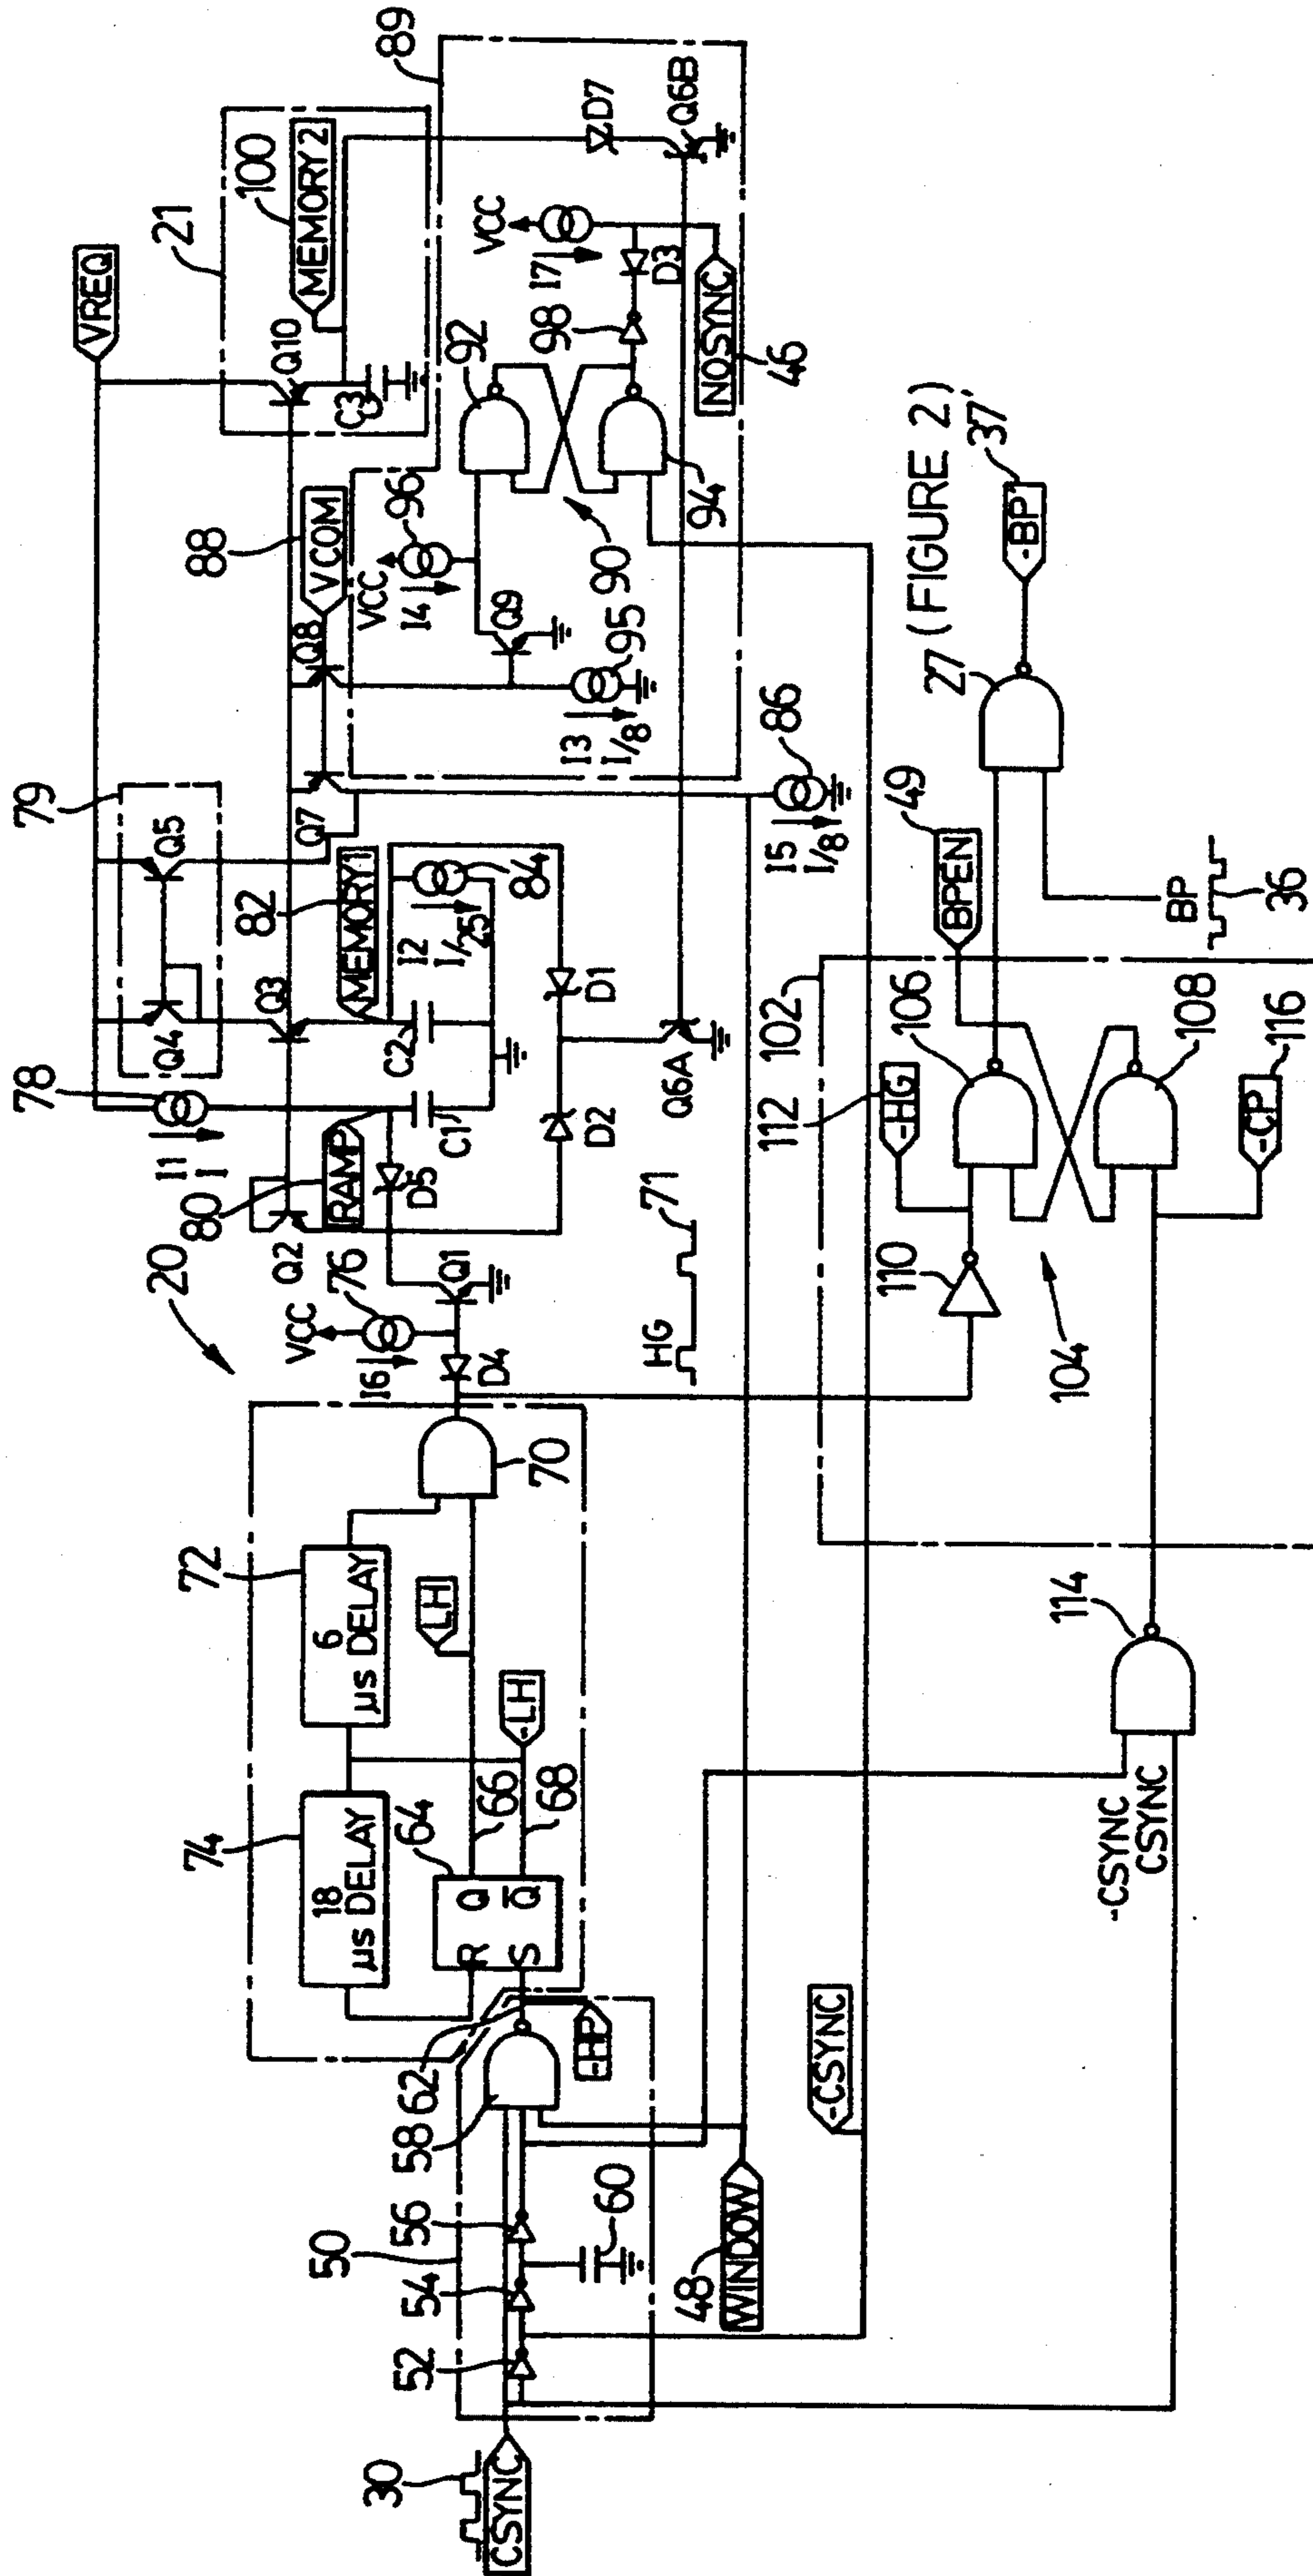 VREQ
79
78
Q4
Q5
I1
I
Q3
80
RAMP
C1
C2
MEMORY1
82
I2
I/25
84
Q7
Q8
88
VCOM
21
MEMORY 2
100
Q10
C3
89
20
Q2
VCC
I6
76
D4
Q1
D5
D2
D1
Q6A
HG
71
I5
I/8
86
I3
I/8
95
Q9
VCC
I4
96
92
90
94
98
VCC
I7
D3
NOSYNC
46
D7
Q6B
74
18
µs DELAY
72
6
µs DELAY
64
R
S
Q
Q̅
66
68
LH
-LH
70
30
CSYNC
50
52
54
56
58
60
62
-HP
48
WINDOW
-CSYNC
-CSYNC
CSYNC
114
102
110
112
-HG
104
106
108
-CP
116
BPEN
49
BP
36
27 (FIGURE 2)
-BP
37'